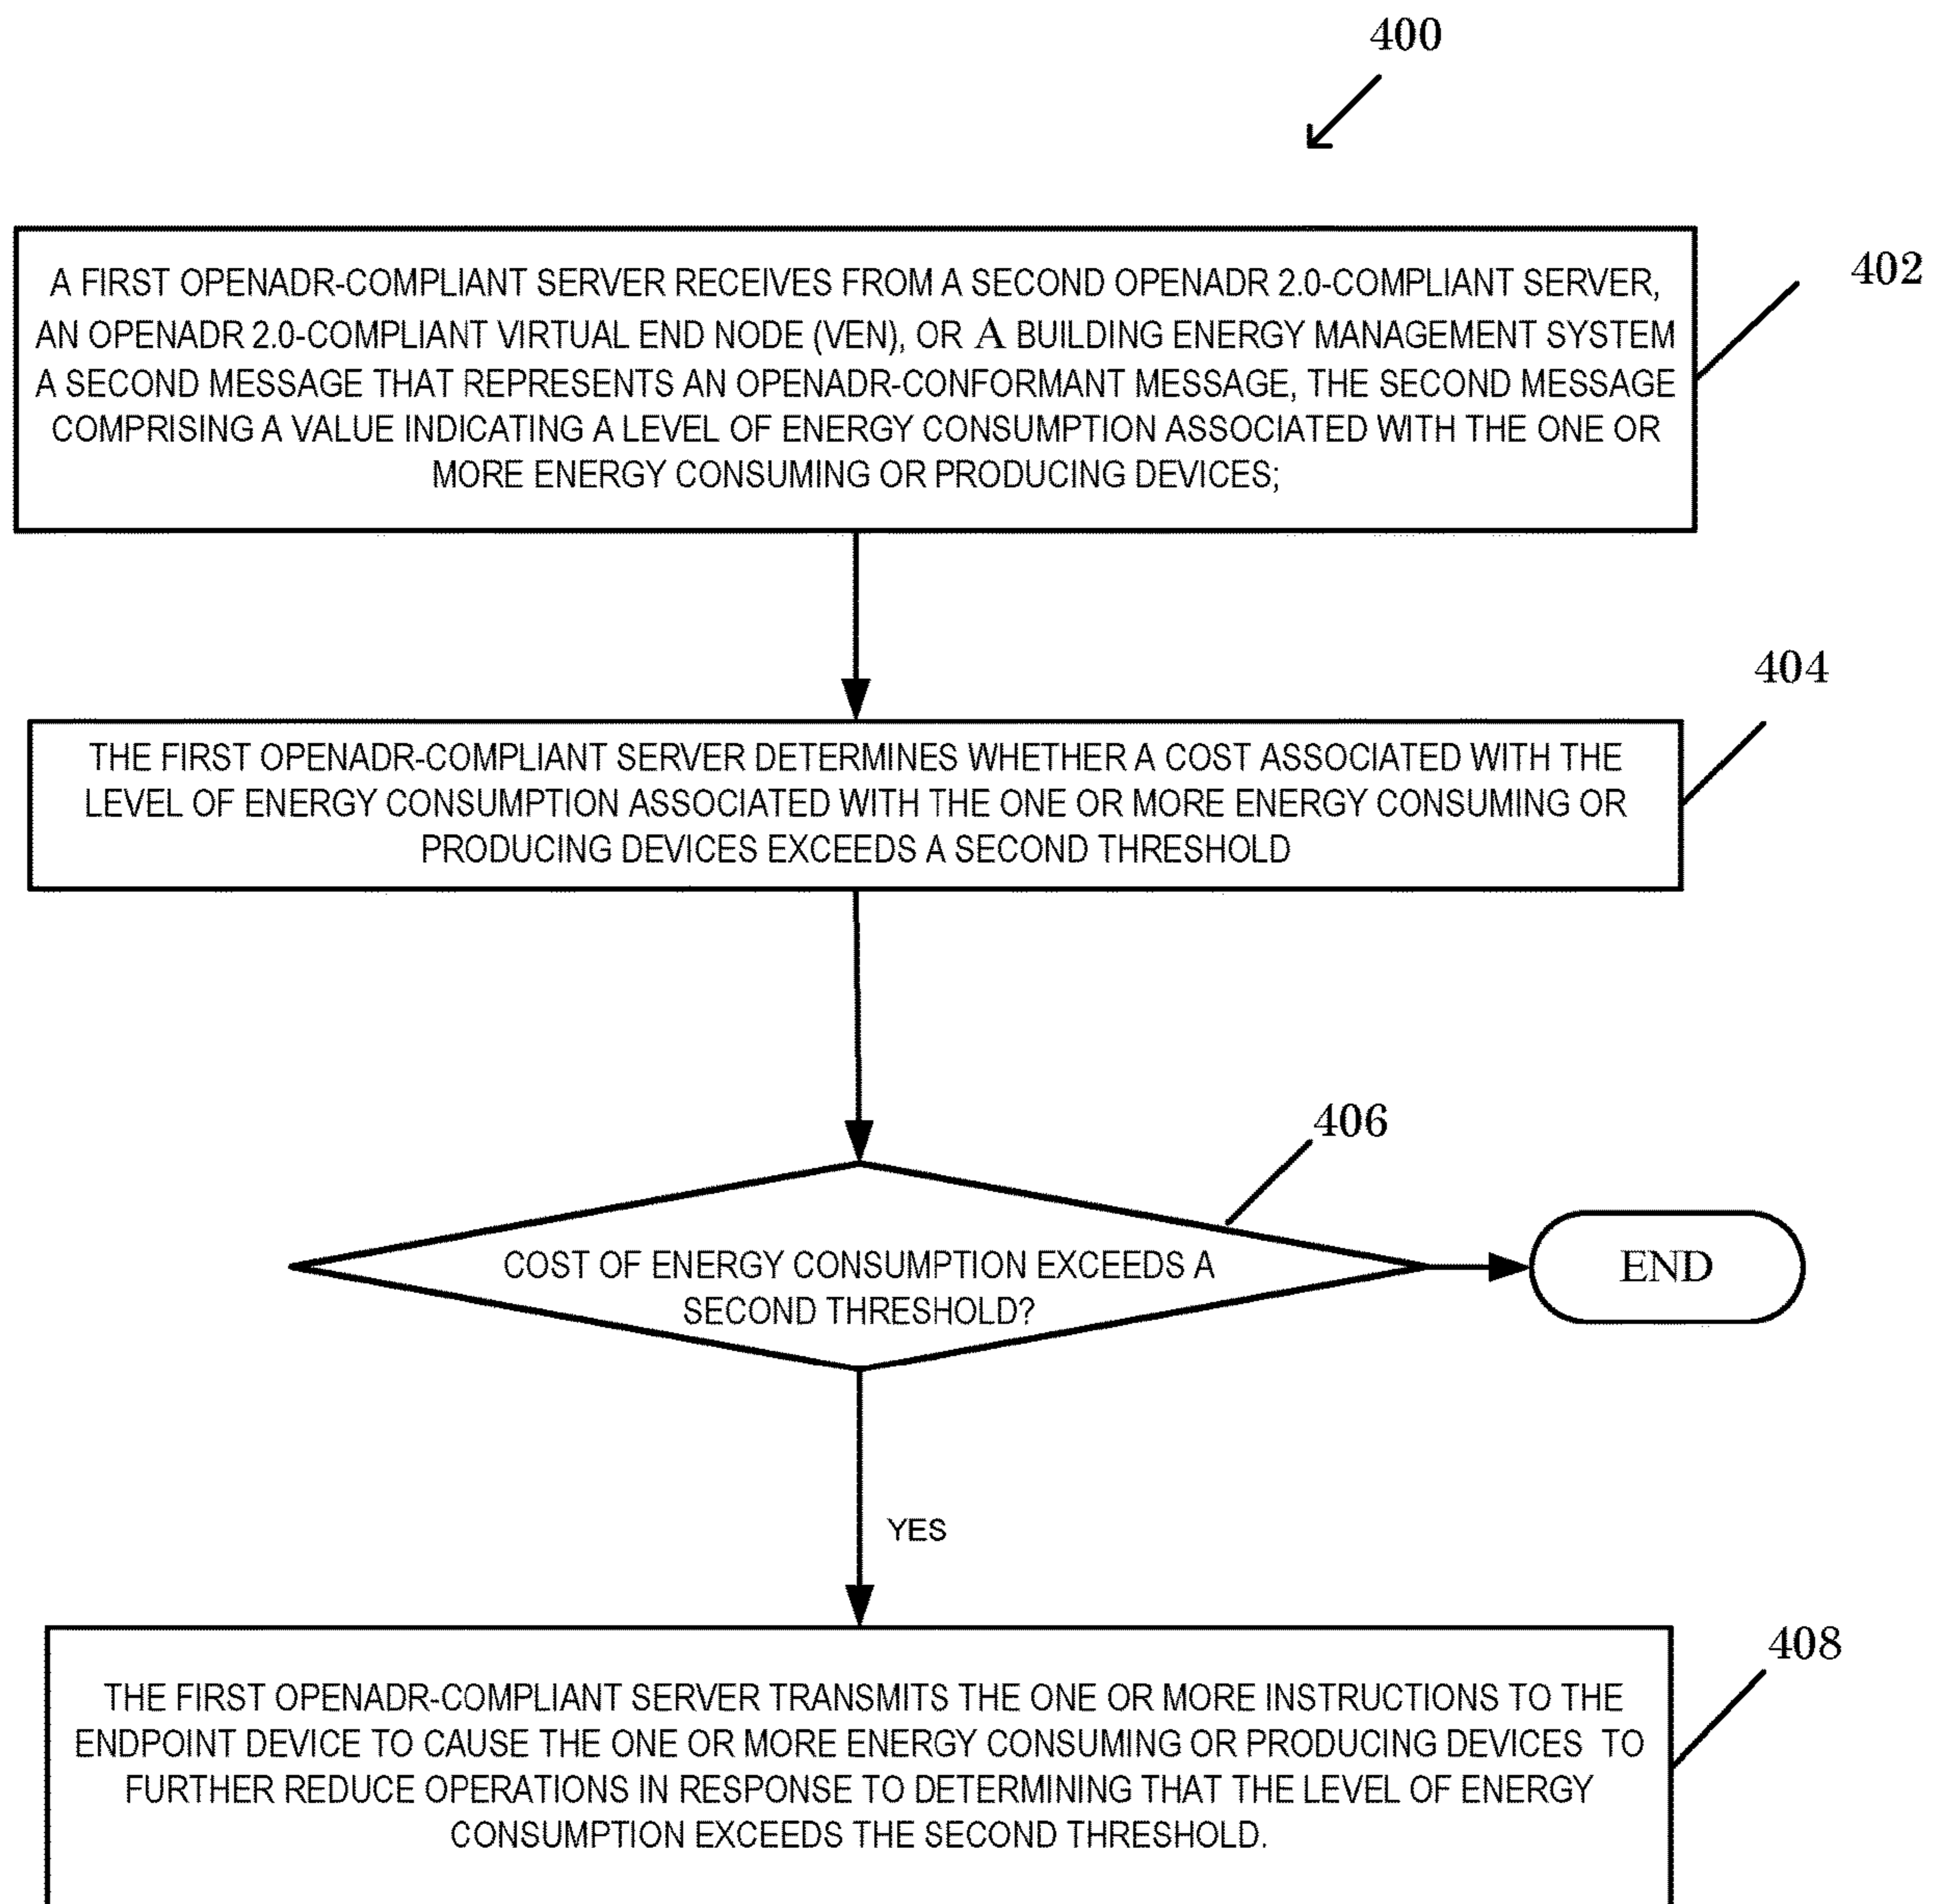 400
A FIRST OPENADR-COMPLIANT SERVER RECEIVES FROM A SECOND OPENADR 2.0-COMPLIANT SERVER,
AN OPENADR 2.0-COMPLIANT VIRTUAL END NODE (VEN), OR A BUILDING ENERGY MANAGEMENT SYSTEM
A SECOND MESSAGE THAT REPRESENTS AN OPENADR-CONFORMANT MESSAGE, THE SECOND MESSAGE
COMPRISING A VALUE INDICATING A LEVEL OF ENERGY CONSUMPTION ASSOCIATED WITH THE ONE OR
MORE ENERGY CONSUMING OR PRODUCING DEVICES;
402
404
THE FIRST OPENADR-COMPLIANT SERVER DETERMINES WHETHER A COST ASSOCIATED WITH THE
LEVEL OF ENERGY CONSUMPTION ASSOCIATED WITH THE ONE OR MORE ENERGY CONSUMING OR
PRODUCING DEVICES EXCEEDS A SECOND THRESHOLD
406
COST OF ENERGY CONSUMPTION EXCEEDS A
SECOND THRESHOLD?
END
YES
408
THE FIRST OPENADR-COMPLIANT SERVER TRANSMITS THE ONE OR MORE INSTRUCTIONS TO THE
ENDPOINT DEVICE TO CAUSE THE ONE OR MORE ENERGY CONSUMING OR PRODUCING DEVICES TO
FURTHER REDUCE OPERATIONS IN RESPONSE TO DETERMINING THAT THE LEVEL OF ENERGY
CONSUMPTION EXCEEDS THE SECOND THRESHOLD.